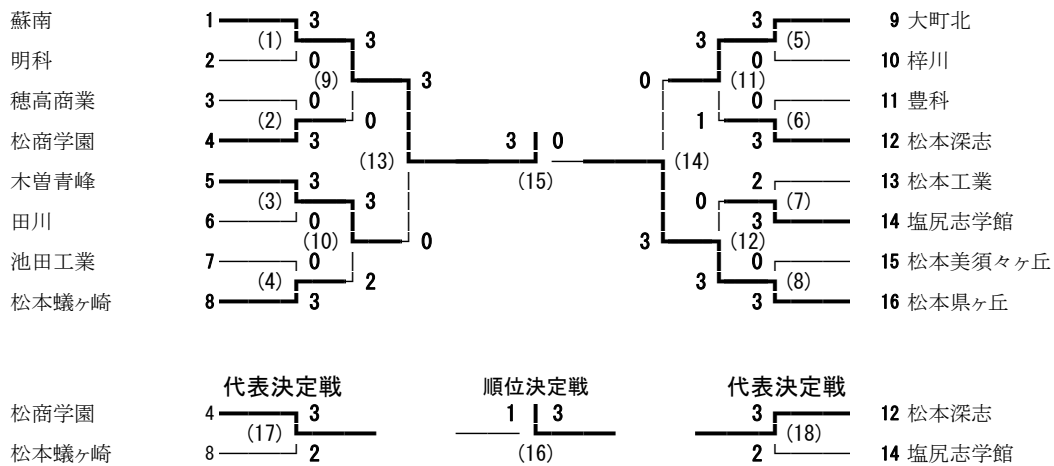 蘇南 1 3 3 9 大町北
(1) 3 3 (5)
明科 2 0 0 10 梓川
(9) 3 0 (11)
穂高商業 3 0 0 11 豊科
(2) 0 1 (6)
松商学園 4 3 3 0 3 12 松本深志
(13) (15) (14)
木曽青峰 5 3 2 13 松本工業
(3) 3 0 (7)
田川 6 0 3 14 塩尻志学館
(10) 0 3 (12)
池田工業 7 0 0 15 松本美須々ヶ丘
(4) 2 3 (8)
松本蟻ヶ崎 8 3 3 16 松本県ヶ丘
代表決定戦 順位決定戦 代表決定戦
松商学園 4 3 1 3 3 12 松本深志
(17) (16) (18)
松本蟻ヶ崎 8 2 2 14 塩尻志学館